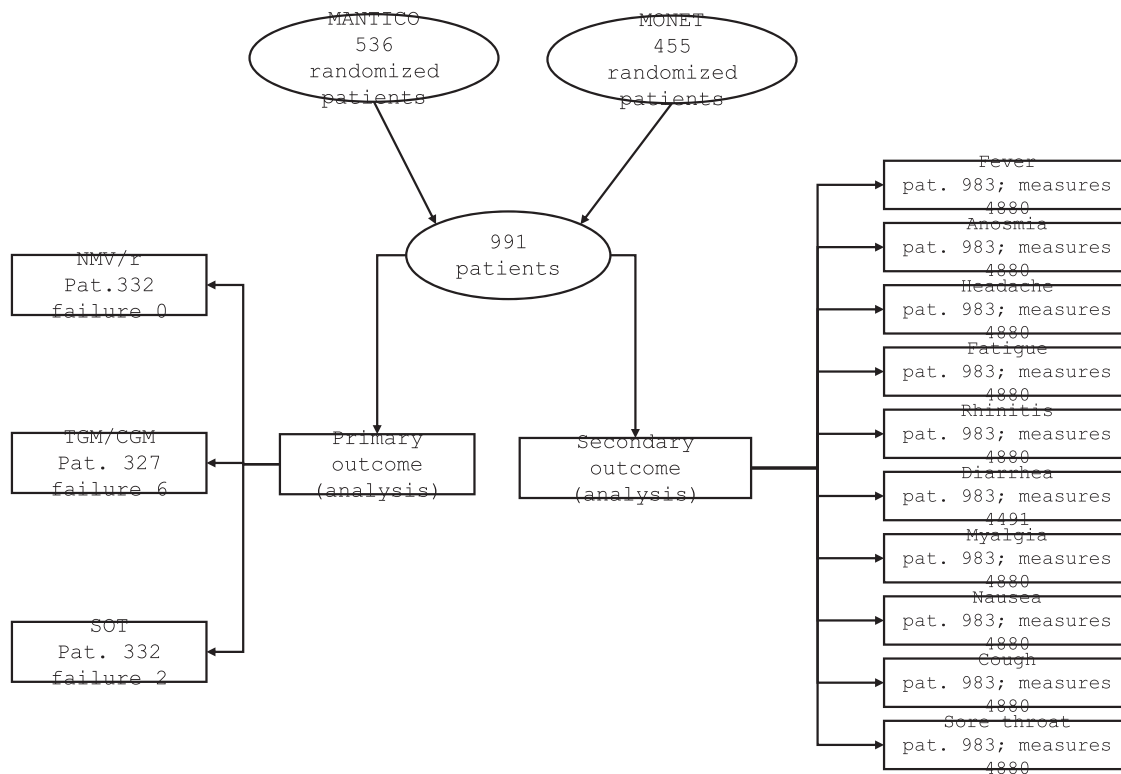 MANTICO
536
randomized
patients
MONET
455
randomized
patients
991
patients
NMV/r
Pat.332
failure 0
TGM/CGM
Pat. 327
failure 6
SOT
Pat. 332
failure 2
Primary
outcome
(analysis)
Secondary
outcome
(analysis)
Fever
pat. 983; measures
4880
Anosmia
pat. 983; measures
4880
Headache
pat. 983; measures
4880
Fatigue
pat. 983; measures
4880
Rhinitis
pat. 983; measures
4880
Diarrhea
pat. 983; measures
4491
Myalgia
pat. 983; measures
4880
Nausea
pat. 983; measures
4880
Cough
pat. 983; measures
4880
Sore throat
pat. 983; measures
4880